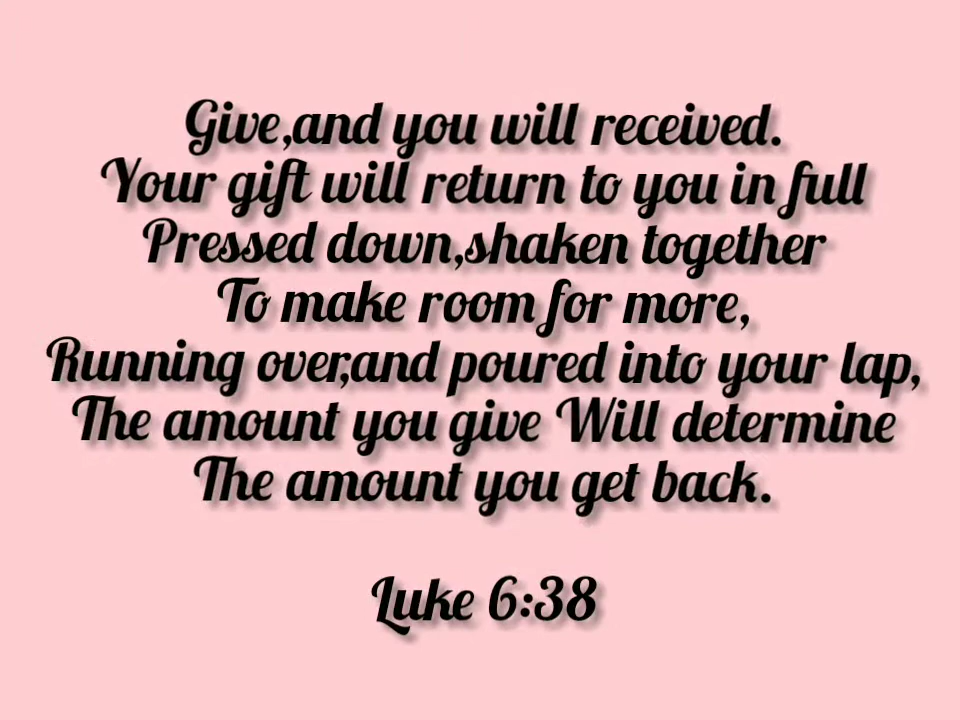 Give,and you will received.
Your gift will return to you in full
Pressed down,shaken together
To make room for more,
Running over,and poured into your lap,
The amount you give Will determine
The amount you get back.
Luke 6:38